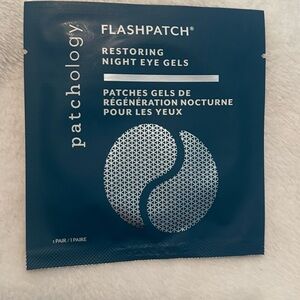 patchology
FLASHPATCH®
RESTORING
NIGHT EYE GELS
PATCHES GELS DE
RÉGÉNÉRATION NOCTURNE
POUR LES YEUX
1 PAIR / 1 PAIRE